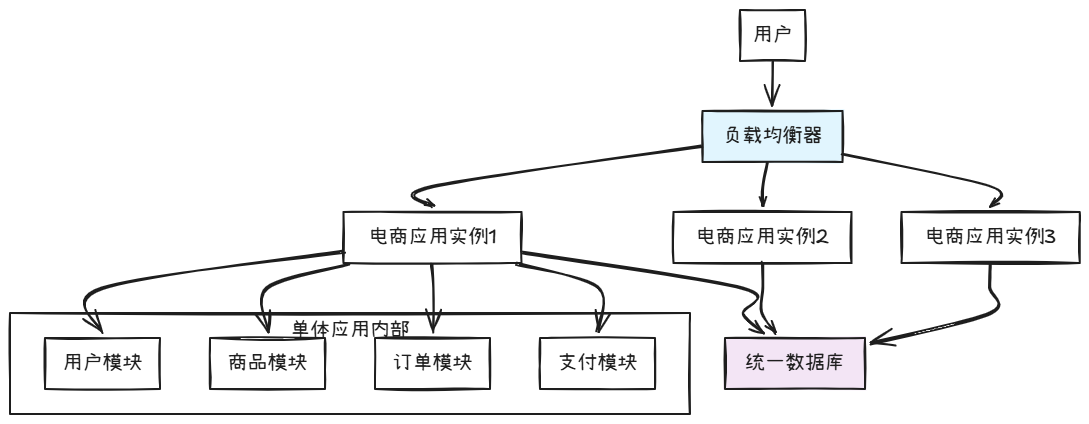 用户
负载均衡器
电商应用实例1
电商应用实例2
电商应用实例3
单体应用内部
用户模块
商品模块
订单模块
支付模块
统一数据库